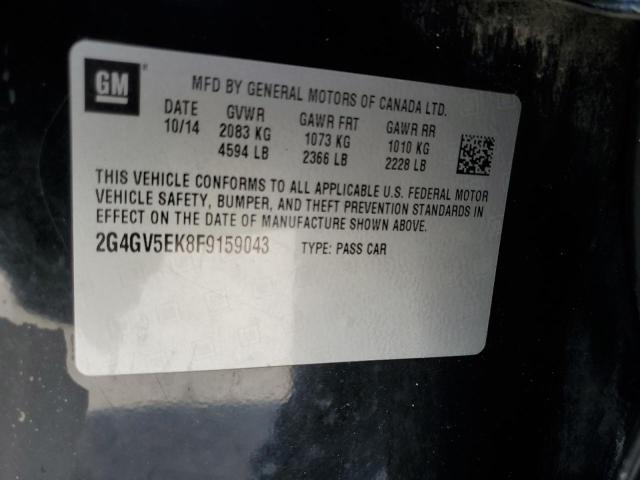 GM
MFD BY GENERAL MOTORS OF CANADA LTD.
DATE GVWR GAWR FRT GAWR RR
10/14 2083 KG 1073 KG 1010 KG
4594 LB 2366 LB 2228 LB
THIS VEHICLE CONFORMS TO ALL APPLICABLE U.S. FEDERAL MOTOR
VEHICLE SAFETY, BUMPER, AND THEFT PREVENTION STANDARDS IN
EFFECT ON THE DATE OF MANUFACTURE SHOWN ABOVE.
2G4GV5EK8F9159043 TYPE: PASS CAR